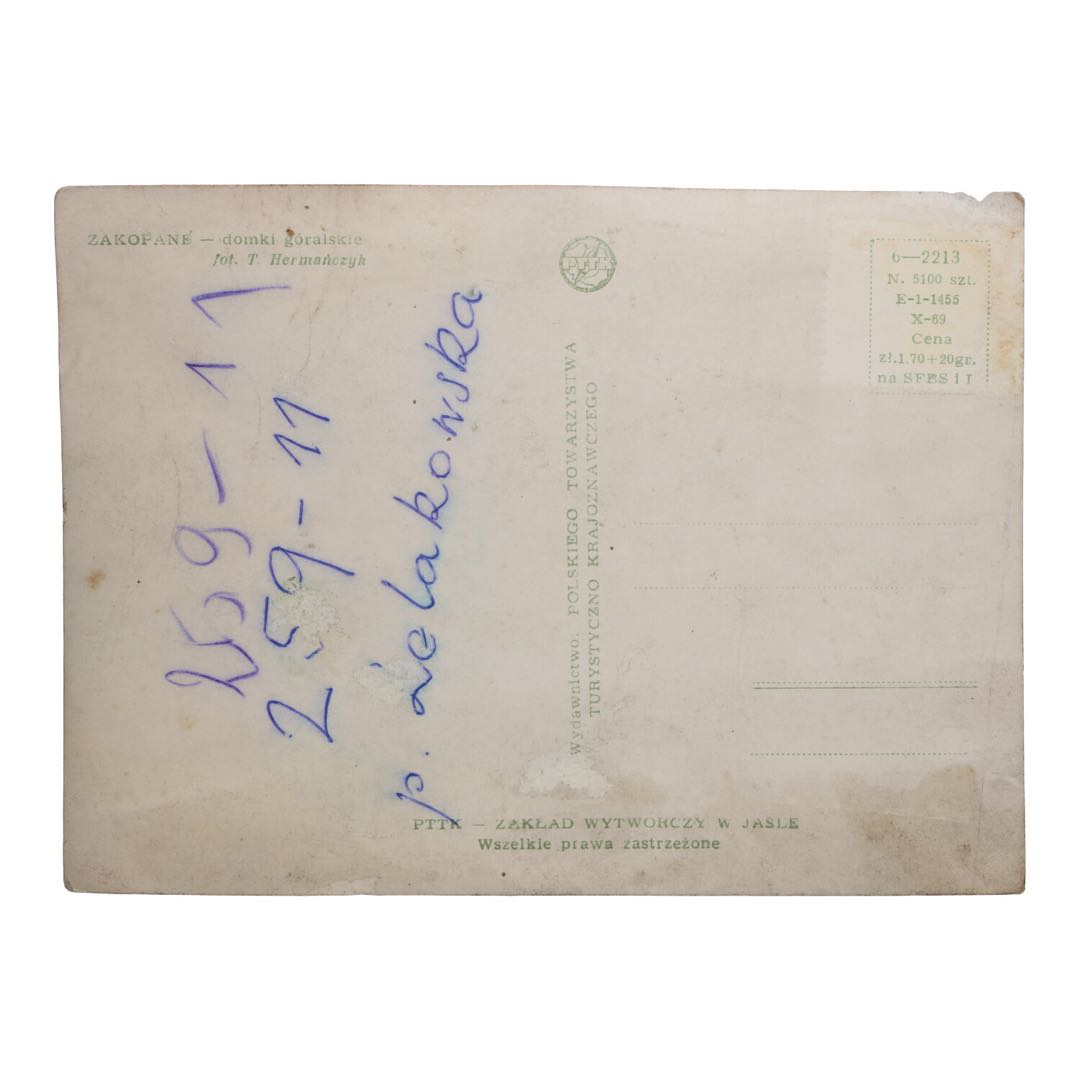 ZAKOPANE — domki góralskie
fot. T. Hermańczyk
259-11
259-11
p. Żelakowska
PTTK
Wydawnictwo: POLSKIEGO TOWARZYSTWA
TURYSTYCZNO KRAJOZNAWCZEGO
6—2213
N. 5100 szt.
E-1-1455
X-69
Cena
zł.1.70+20gr.
na SFBS i I
PTTK — ZAKŁAD WYTWÓRCZY W JAŚLE
Wszelkie prawa zastrzeżone